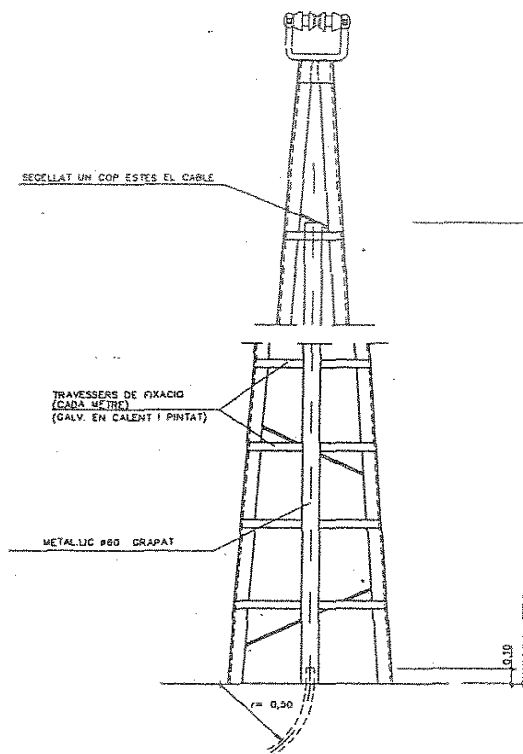 SEGELLAT UN COP ESTES EL CABLE
TRAVESSERS DE FIXACIO
(CADA METRE)
(GALV. EN CALENT I PINTAT)
METAL.LIC ø60 GRAPAT
0,10
r= 0,50